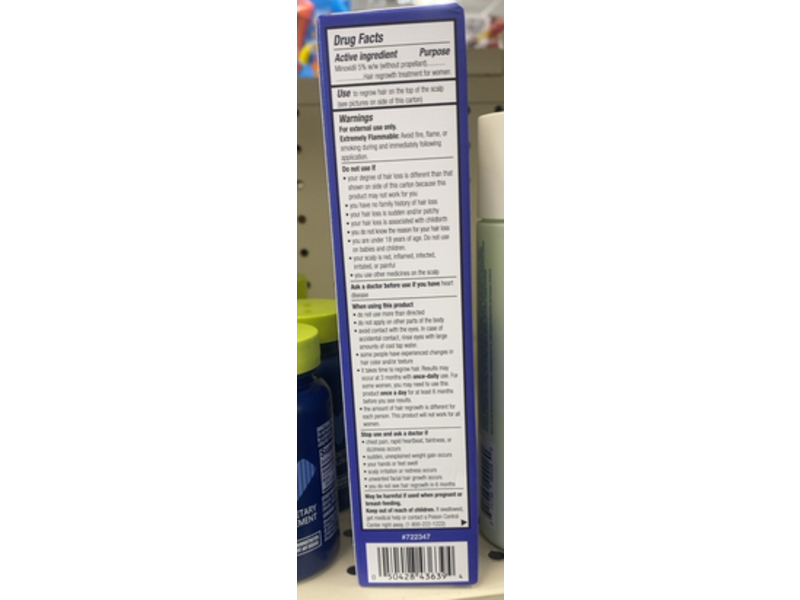 Drug Facts
Active ingredient Purpose
Minoxidil 5% w/w (without propellant)..........
............Hair regrowth treatment for women
Use to regrow hair on the top of the scalp
(see pictures on side of this carton)
Warnings
For external use only.
Extremely Flammable: Avoid fire, flame, or
smoking during and immediately following
application.
Do not use if
• your degree of hair loss is different than that
shown on side of this carton because this
product may not work for you
• you have no family history of hair loss
• your hair loss is sudden and/or patchy
• your hair loss is associated with childbirth
• you do not know the reason for your hair loss
• you are under 18 years of age. Do not use
on babies and children.
• your scalp is red, inflamed, infected,
irritated, or painful
• you use other medicines on the scalp
Ask a doctor before use if you have heart
disease
When using this product
• do not use more than directed
• do not apply on other parts of the body
• avoid contact with the eyes. In case of
accidental contact, rinse eyes with large
amounts of cool tap water.
• some people have experienced changes in
hair color and/or texture
• it takes time to regrow hair. Results may
occur at 3 months with once-daily use. For
some women, you may need to use this
product once a day for at least 6 months
before you see results.
• the amount of hair regrowth is different for
each person. This product will not work for all
women.
Stop use and ask a doctor if
• chest pain, rapid heartbeat, faintness, or
dizziness occurs
• sudden, unexplained weight gain occurs
• your hands or feet swell
• scalp irritation or redness occurs
• unwanted facial hair growth occurs
• you do not see hair regrowth in 6 months
May be harmful if used when pregnant or
breast-feeding.
Keep out of reach of children. If swallowed,
get medical help or contact a Poison Control
Center right away. (1-800-222-1222)
#722347
0 50428 43639 4
ETARY
MENT